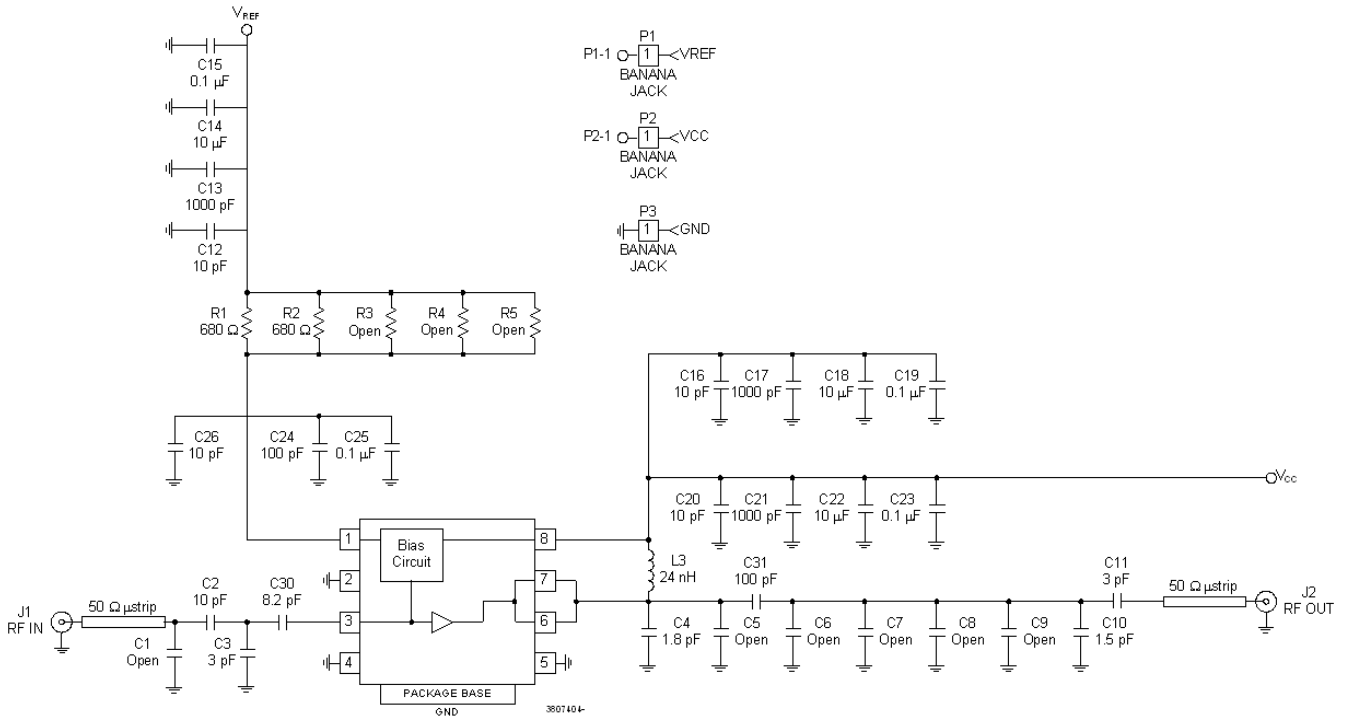 VREF
C15
0.1 µF
C14
10 µF
C13
1000 pF
C12
10 pF
P1
P1-1
1
VREF
BANANA
JACK
P2
P2-1
1
VCC
BANANA
JACK
P3
1
GND
BANANA
JACK
R1
680 Ω
R2
680 Ω
R3
Open
R4
Open
R5
Open
C26
10 pF
C24
100 pF
C25
0.1 µF
C16
10 pF
C17
1000 pF
C18
10 µF
C19
0.1 µF
C20
10 pF
C21
1000 pF
C22
10 µF
C23
0.1 µF
VCC
1
2
3
4
Bias
Circuit
8
7
6
5
PACKAGE BASE
GND
3807404-
J1
RF IN
50 Ω µstrip
C1
Open
C2
10 pF
C3
3 pF
C30
8.2 pF
L3
24 nH
C31
100 pF
C4
1.8 pF
C5
Open
C6
Open
C7
Open
C8
Open
C9
Open
C10
1.5 pF
C11
3 pF
50 Ω µstrip
J2
RF OUT